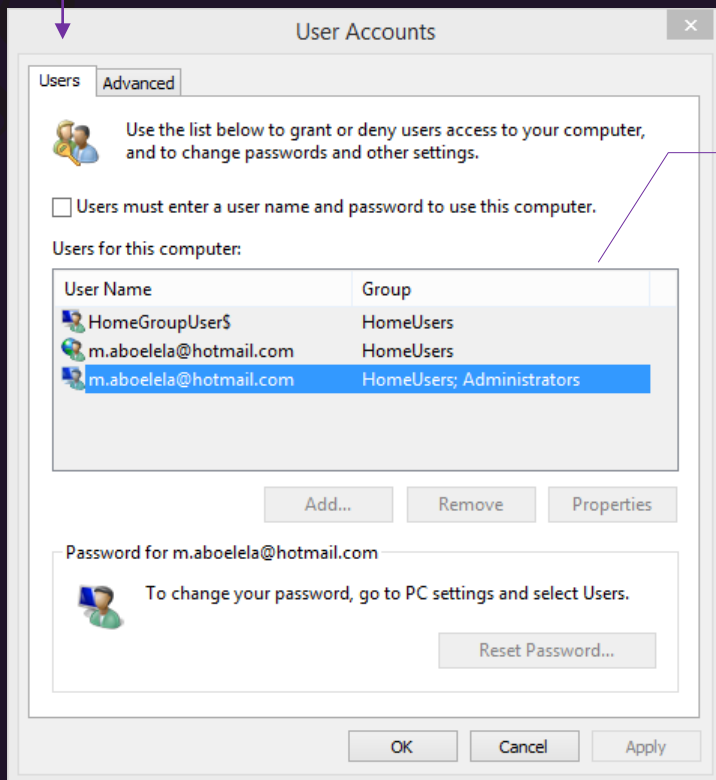 User Accounts
Users
Advanced
Use the list below to grant or deny users access to your computer,
and to change passwords and other settings.
Users must enter a user name and password to use this computer.
Users for this computer:
User Name Group
HomeGroupUser$ HomeUsers
m.aboelela@hotmail.com HomeUsers
m.aboelela@hotmail.com HomeUsers; Administrators
Add... Remove Properties
Password for m.aboelela@hotmail.com
To change your password, go to PC settings and select Users.
Reset Password...
OK Cancel Apply